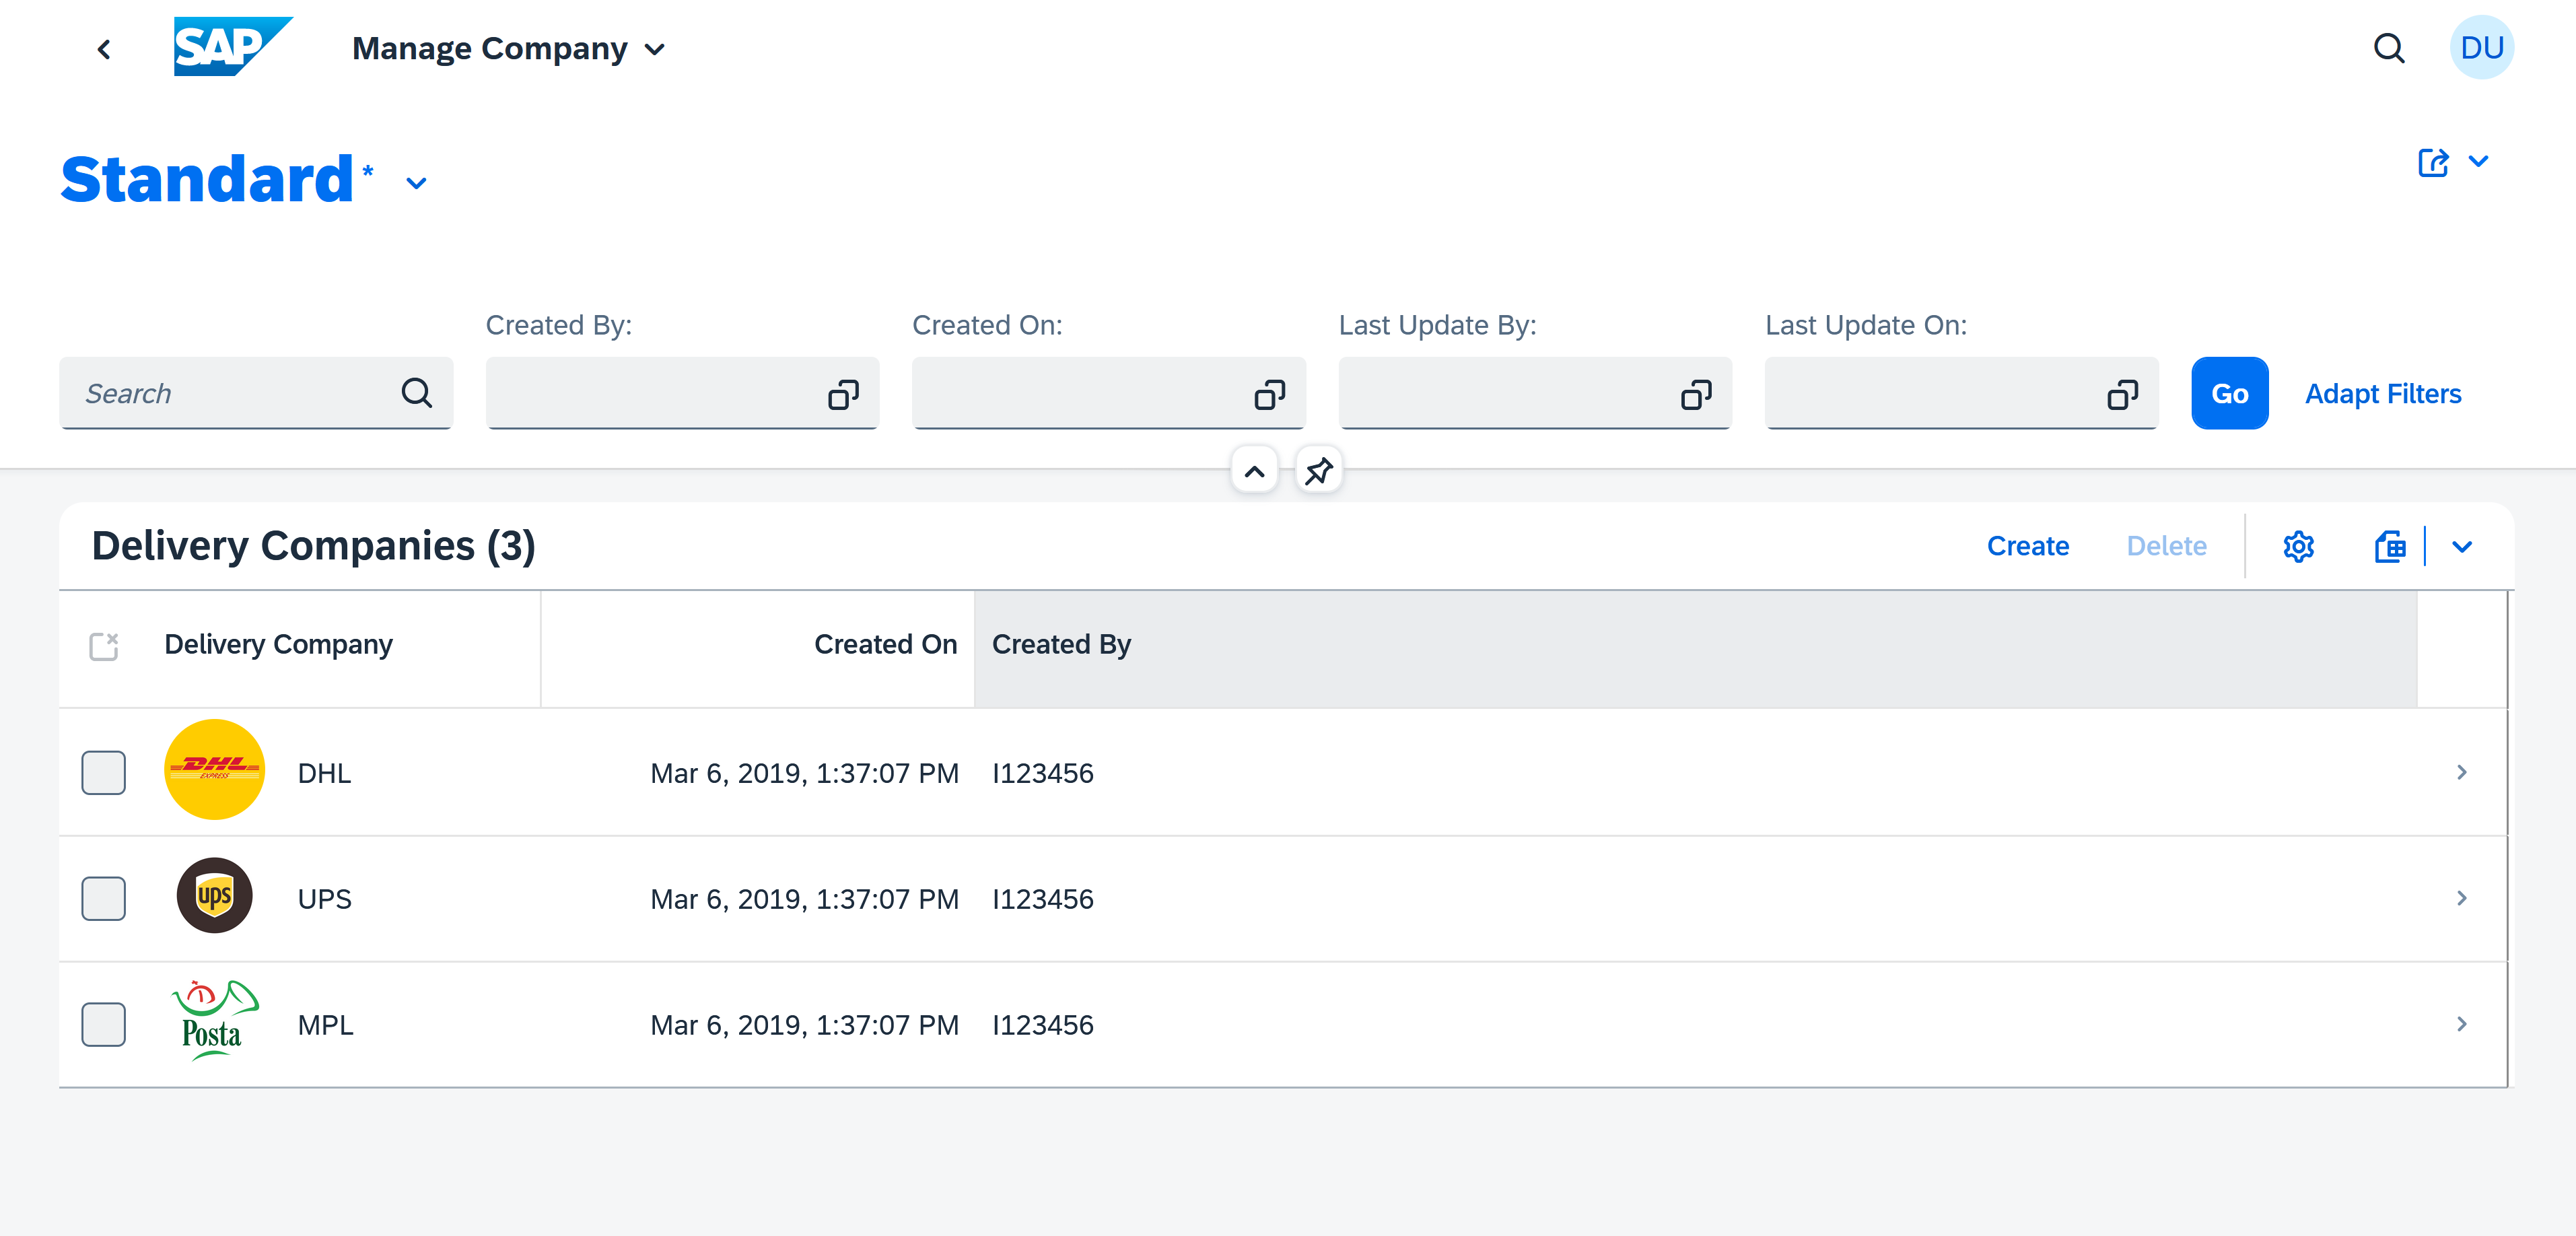 SAP
Manage Company
DU
Standard*
Created By:
Created On:
Last Update By:
Last Update On:
Search
Go
Adapt Filters
Delivery Companies (3)
Create
Delete
Delivery Company
Created On
Created By
DHL
EXPRESS
DHL
Mar 6, 2019, 1:37:07 PM
I123456
ups
UPS
Mar 6, 2019, 1:37:07 PM
I123456
Posta
MPL
Mar 6, 2019, 1:37:07 PM
I123456